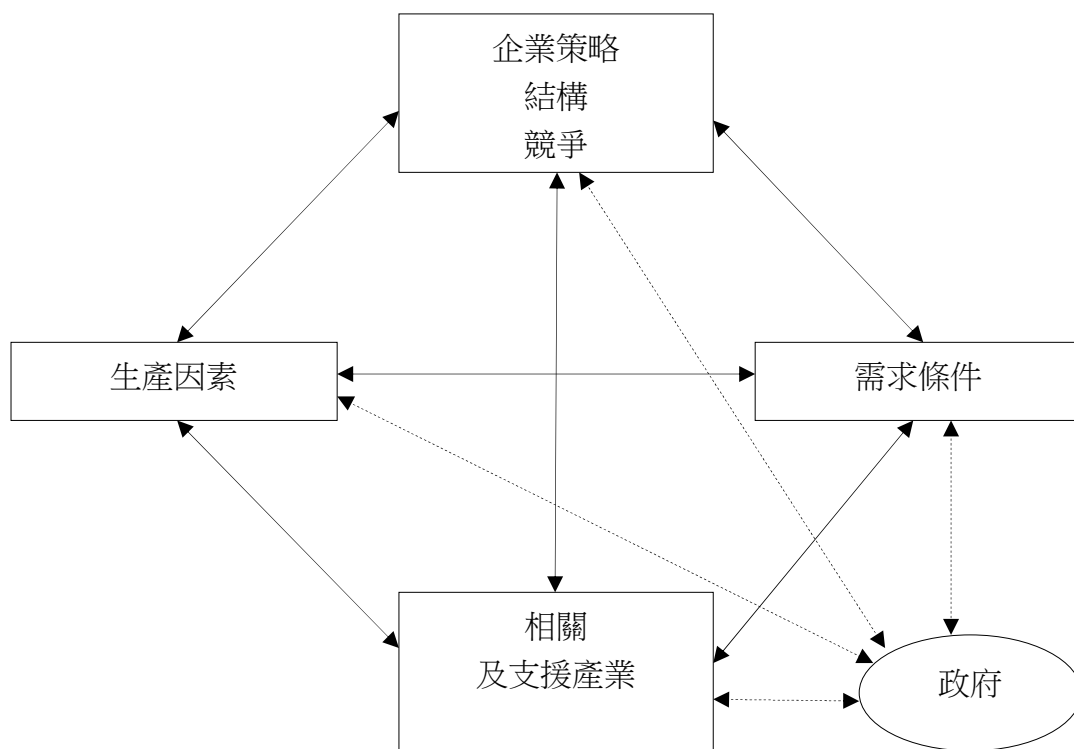 企業策略
結構
競爭
生產因素
需求條件
相關
及支援產業
政府